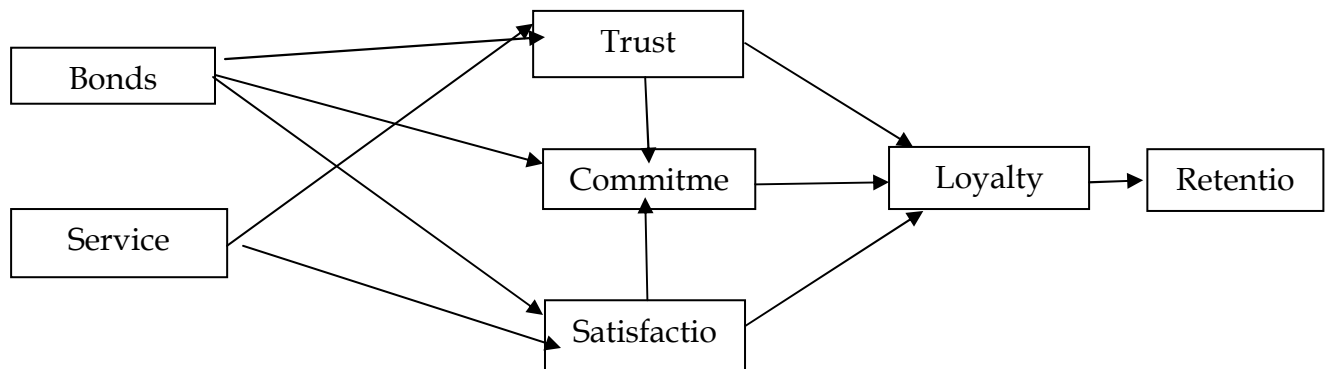 Trust
Bonds
Commitme
Loyalty
Retentio
Service
Satisfactio